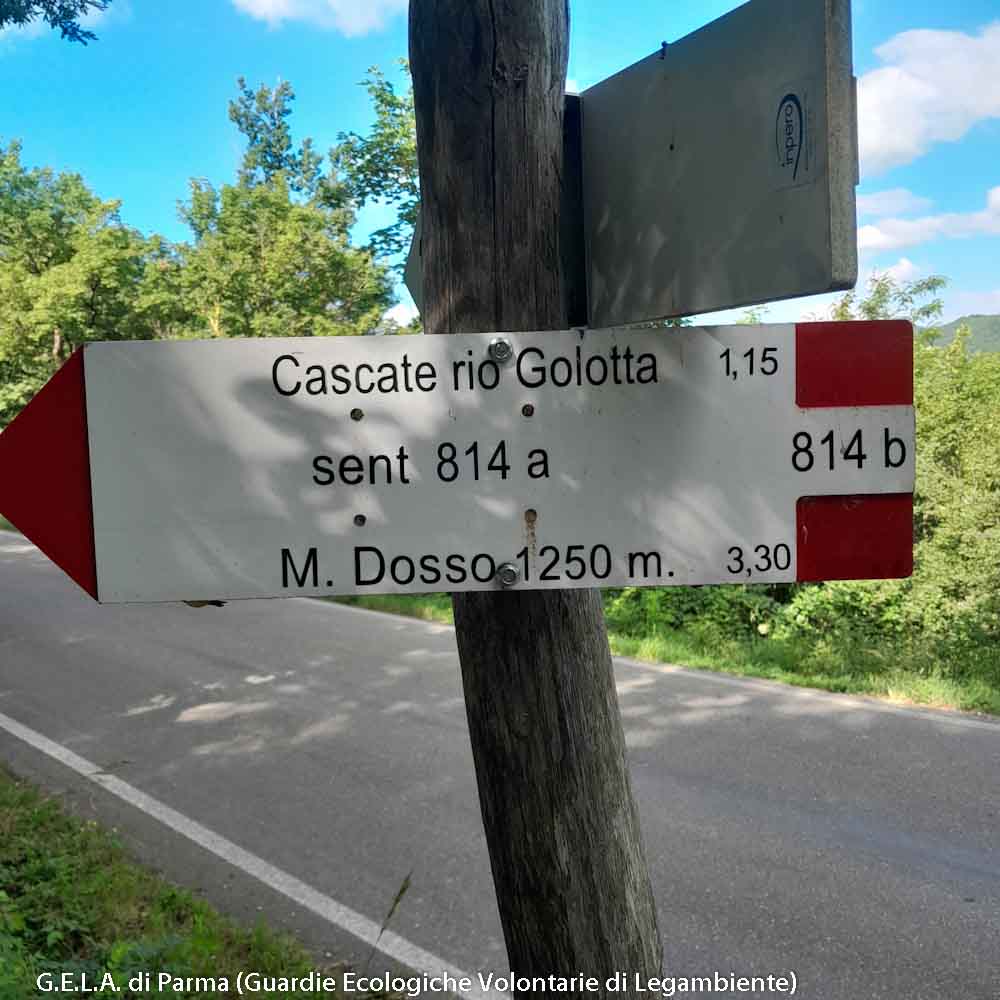 inpero
Cascate rio Golotta 1,15
sent 814 a 814 b
M. Dosso 1250 m. 3,30
G.E.L.A. di Parma (Guardie Ecologiche Volontarie di Legambiente)